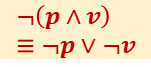 ¬(p ∧ v)
≡ ¬p ∨ ¬v